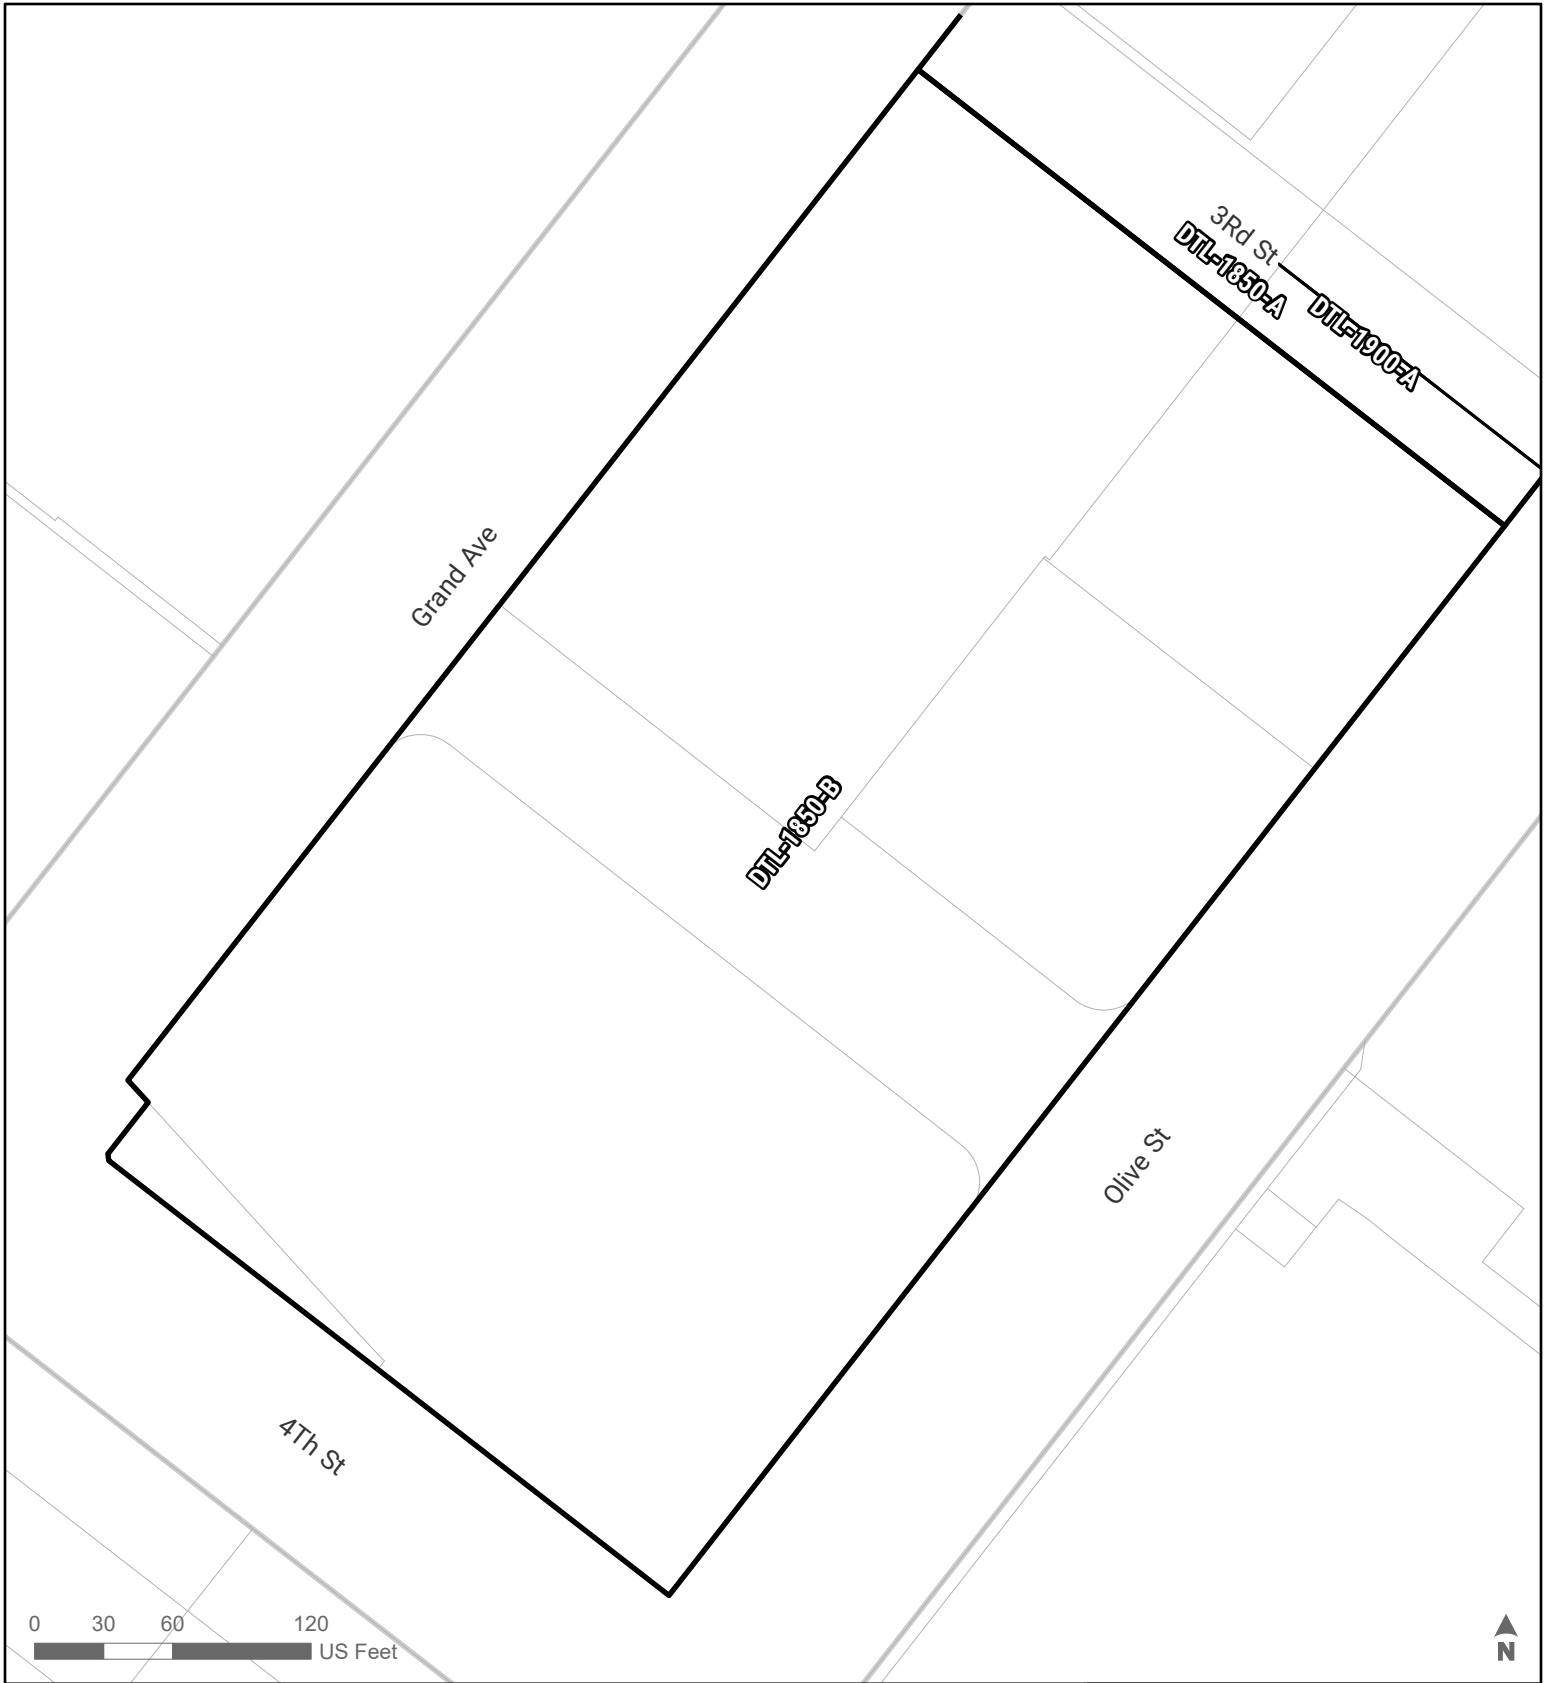 3Rd St
DTL-1850-A
DTL-1900-A
Grand Ave
DTL-1850-B
Olive St
4Th St
0 30 60 120
US Feet
N